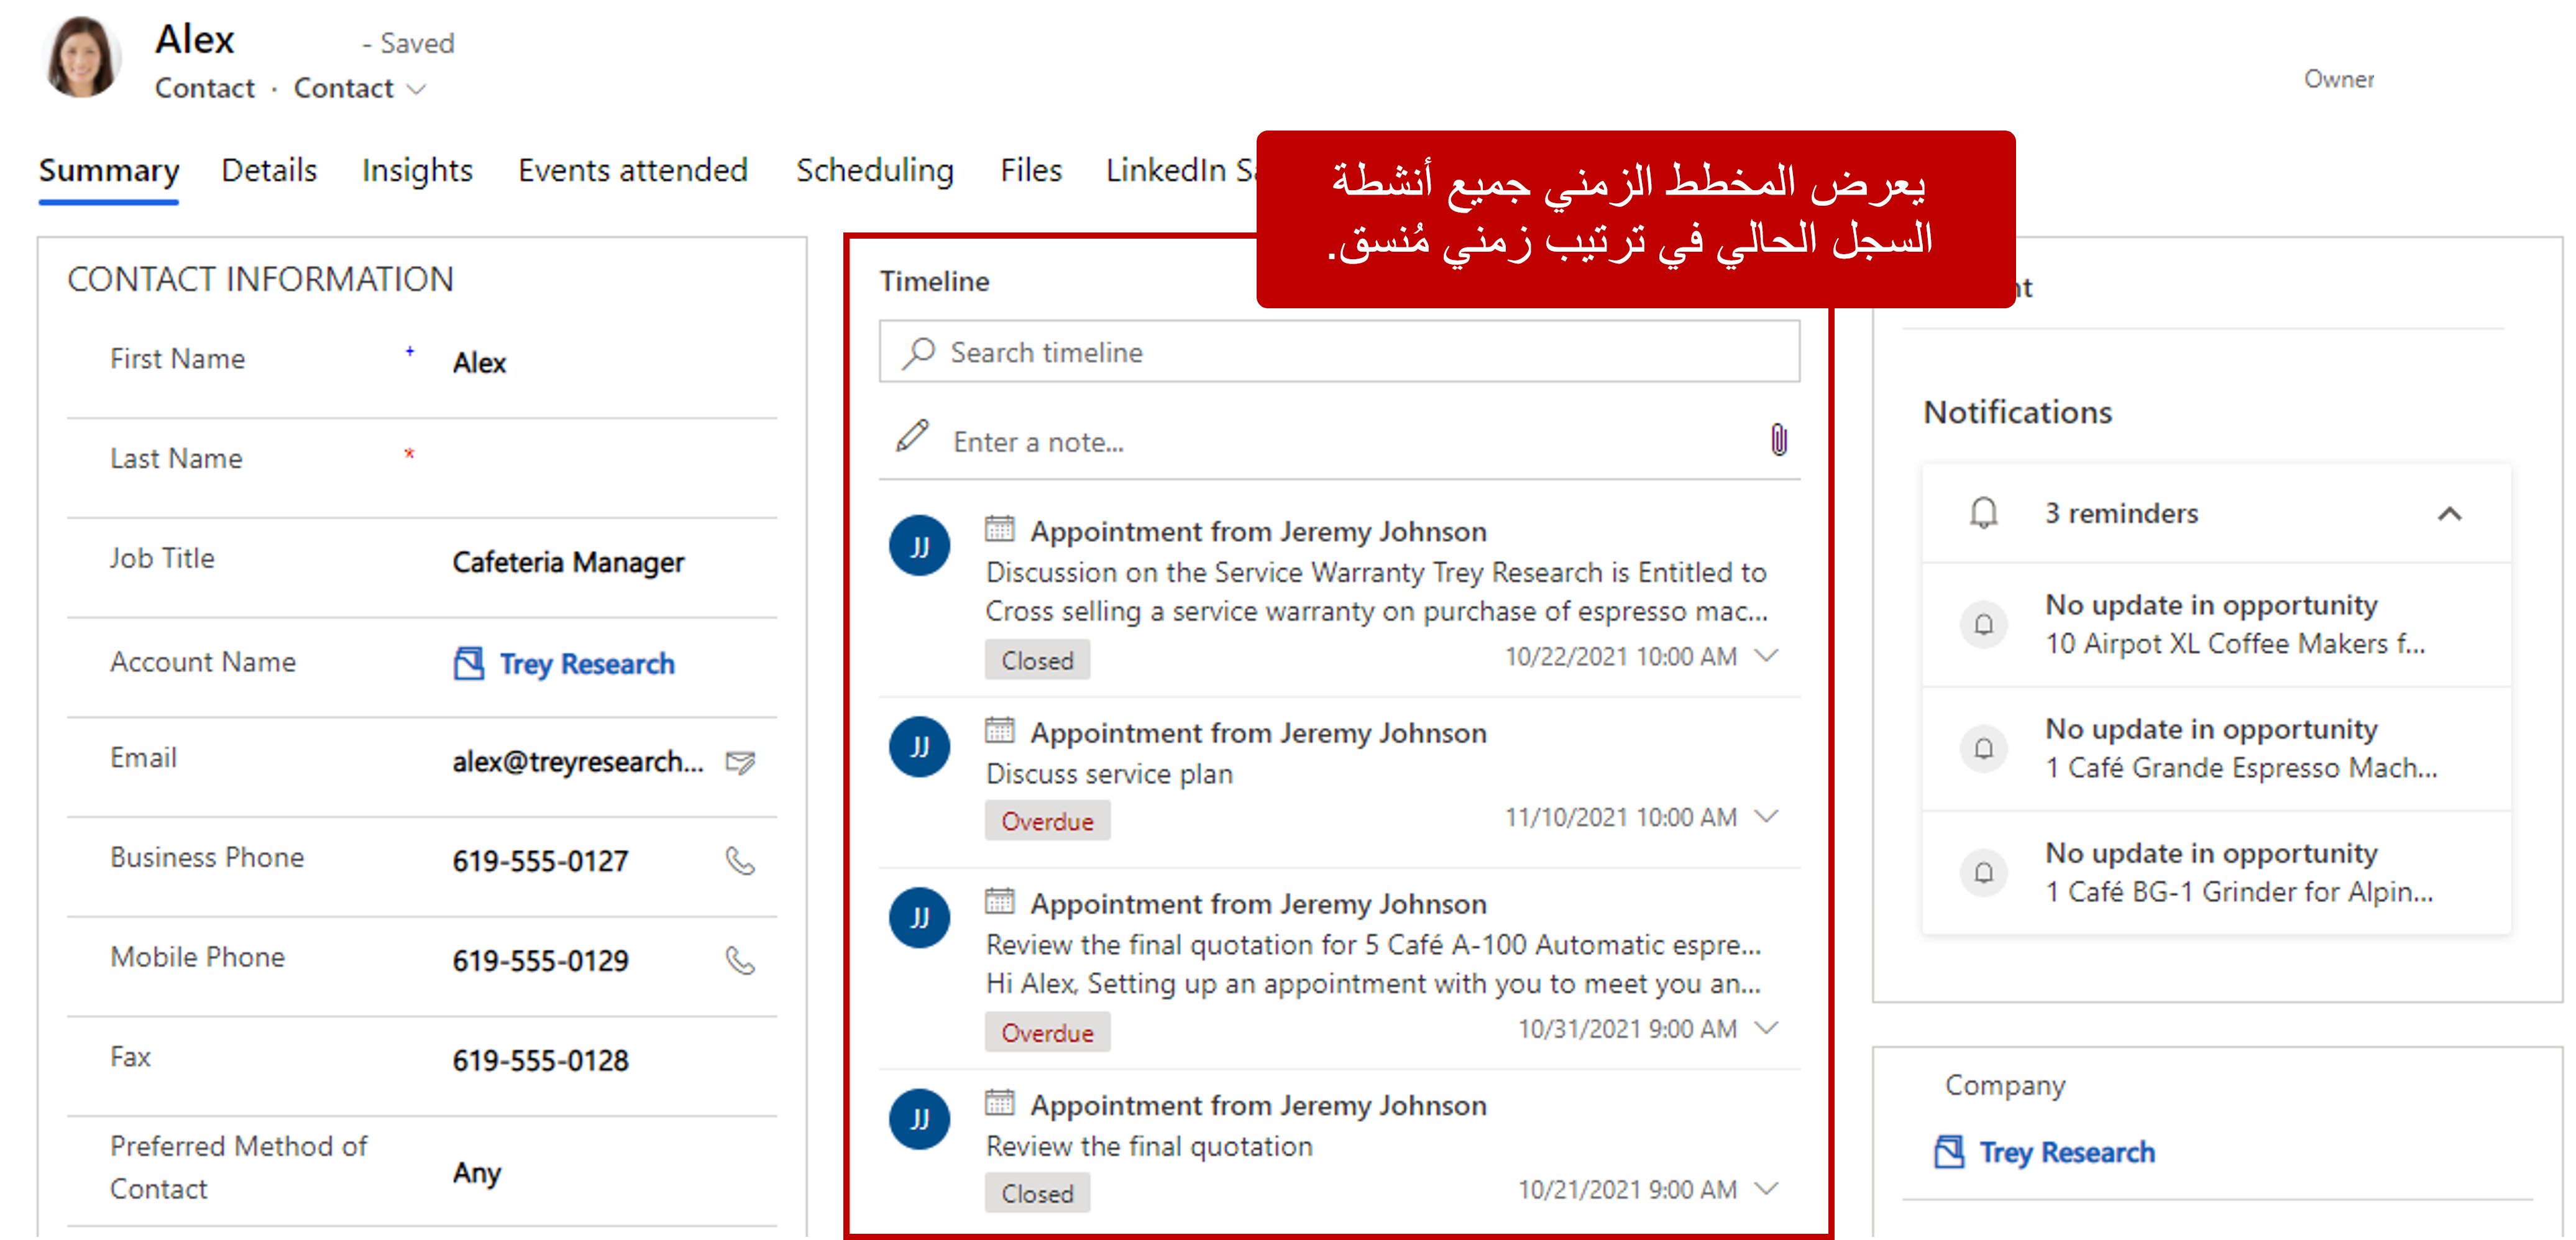 Alex - Saved
Contact · Contact
Owner
Summary Details Insights Events attended Scheduling Files LinkedIn
يعرض المخطط الزمني جميع أنشطة
السجل الحالي في ترتيب زمني مُنسق.
CONTACT INFORMATION
First Name + Alex
Last Name *
Job Title Cafeteria Manager
Account Name Trey Research
Email alex@treyresearch...
Business Phone 619-555-0127
Mobile Phone 619-555-0129
Fax 619-555-0128
Preferred Method of
Contact Any
Timeline
Search timeline
Enter a note...
JJ Appointment from Jeremy Johnson
Discussion on the Service Warranty Trey Research is Entitled to
Cross selling a service warranty on purchase of espresso mac...
Closed 10/22/2021 10:00 AM
JJ Appointment from Jeremy Johnson
Discuss service plan
Overdue 11/10/2021 10:00 AM
JJ Appointment from Jeremy Johnson
Review the final quotation for 5 Café A-100 Automatic espre...
Hi Alex, Setting up an appointment with you to meet you an...
Overdue 10/31/2021 9:00 AM
JJ Appointment from Jeremy Johnson
Review the final quotation
Closed 10/21/2021 9:00 AM
Notifications
3 reminders
No update in opportunity
10 Airpot XL Coffee Makers f...
No update in opportunity
1 Café Grande Espresso Mach...
No update in opportunity
1 Café BG-1 Grinder for Alpin...
Company
Trey Research